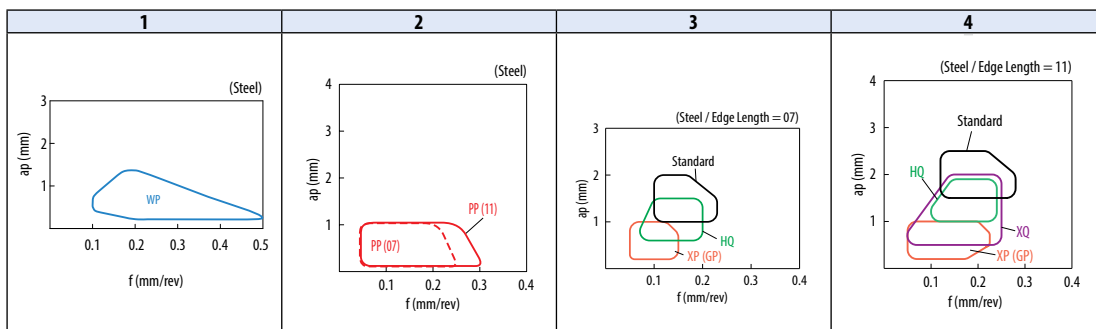 1
2
3
4
(Steel)
3
2
1
ap (mm)
WP
0.1 0.2 0.3 0.4 0.5
f (mm/rev)
(Steel)
4
3
2
1
0
ap (mm)
PP (11)
PP (07)
0.1 0.2 0.3 0.4
f (mm/rev)
(Steel / Edge Length = 07)
3
2
1
0
ap (mm)
Standard
HQ
XP (GP)
0.1 0.2 0.3 0.4
f (mm/rev)
(Steel / Edge Length = 11)
4
3
2
1
0
ap (mm)
Standard
HQ
XQ
XP (GP)
0.1 0.2 0.3 0.4
f (mm/rev)